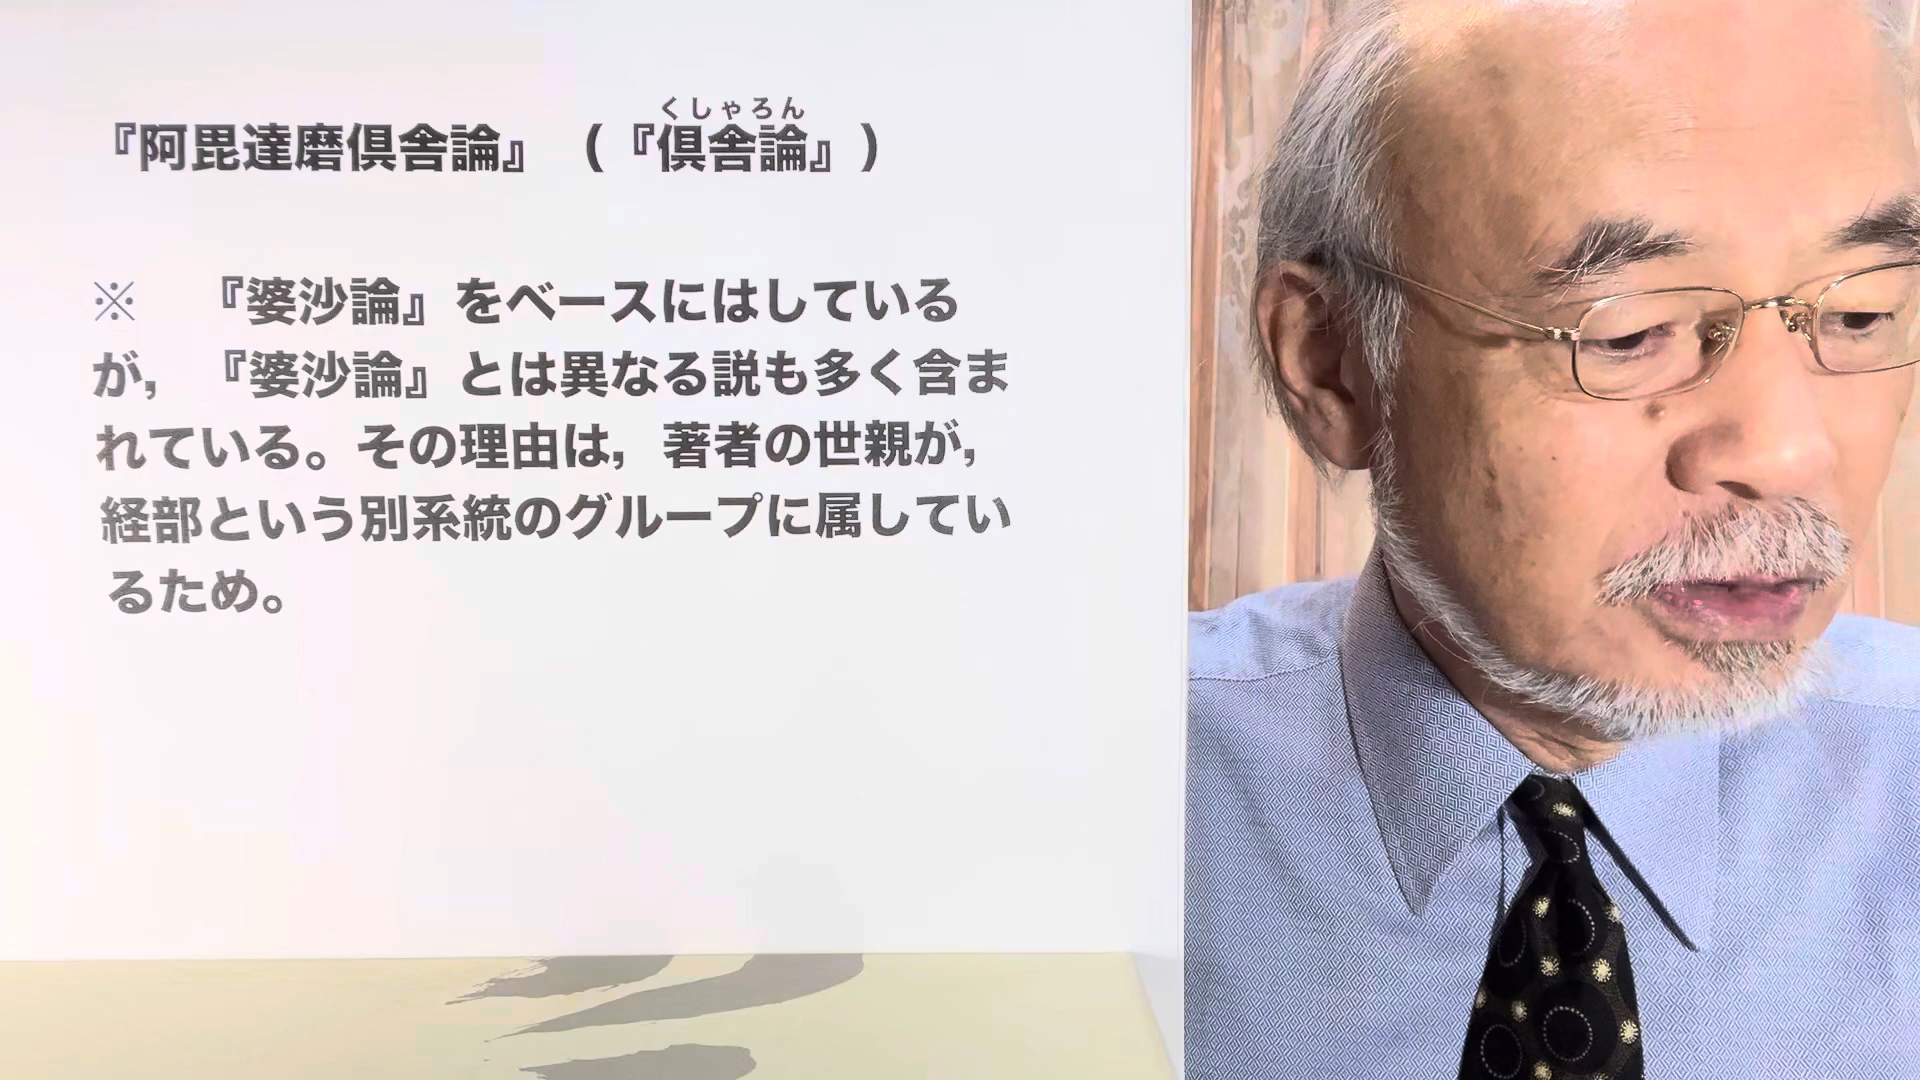 くしゃろん
『阿毘達磨倶舎論』（『倶舎論』）
※　『婆沙論』をベースにはしている
が，『婆沙論』とは異なる説も多く含ま
れている。その理由は，著者の世親が，
経部という別系統のグループに属してい
るため。